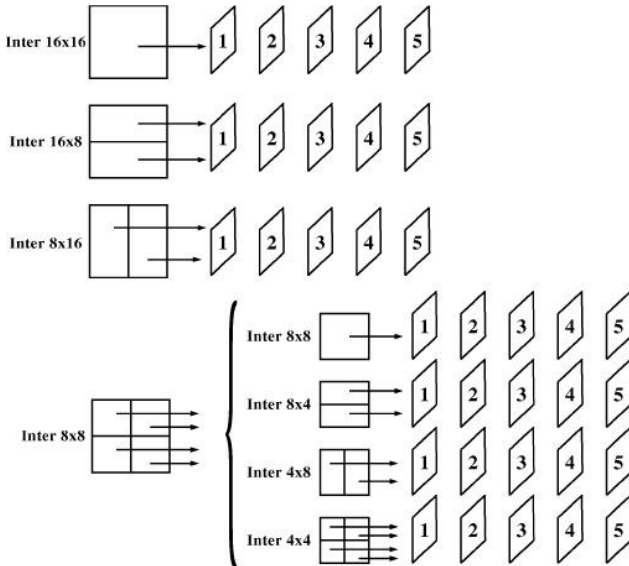 Inter 16x16 1 2 3 4 5
Inter 16x8 1 2 3 4 5
Inter 8x16 1 2 3 4 5
Inter 8x8
Inter 8x8 1 2 3 4 5
Inter 8x4 1 2 3 4 5
Inter 4x8 1 2 3 4 5
Inter 4x4 1 2 3 4 5